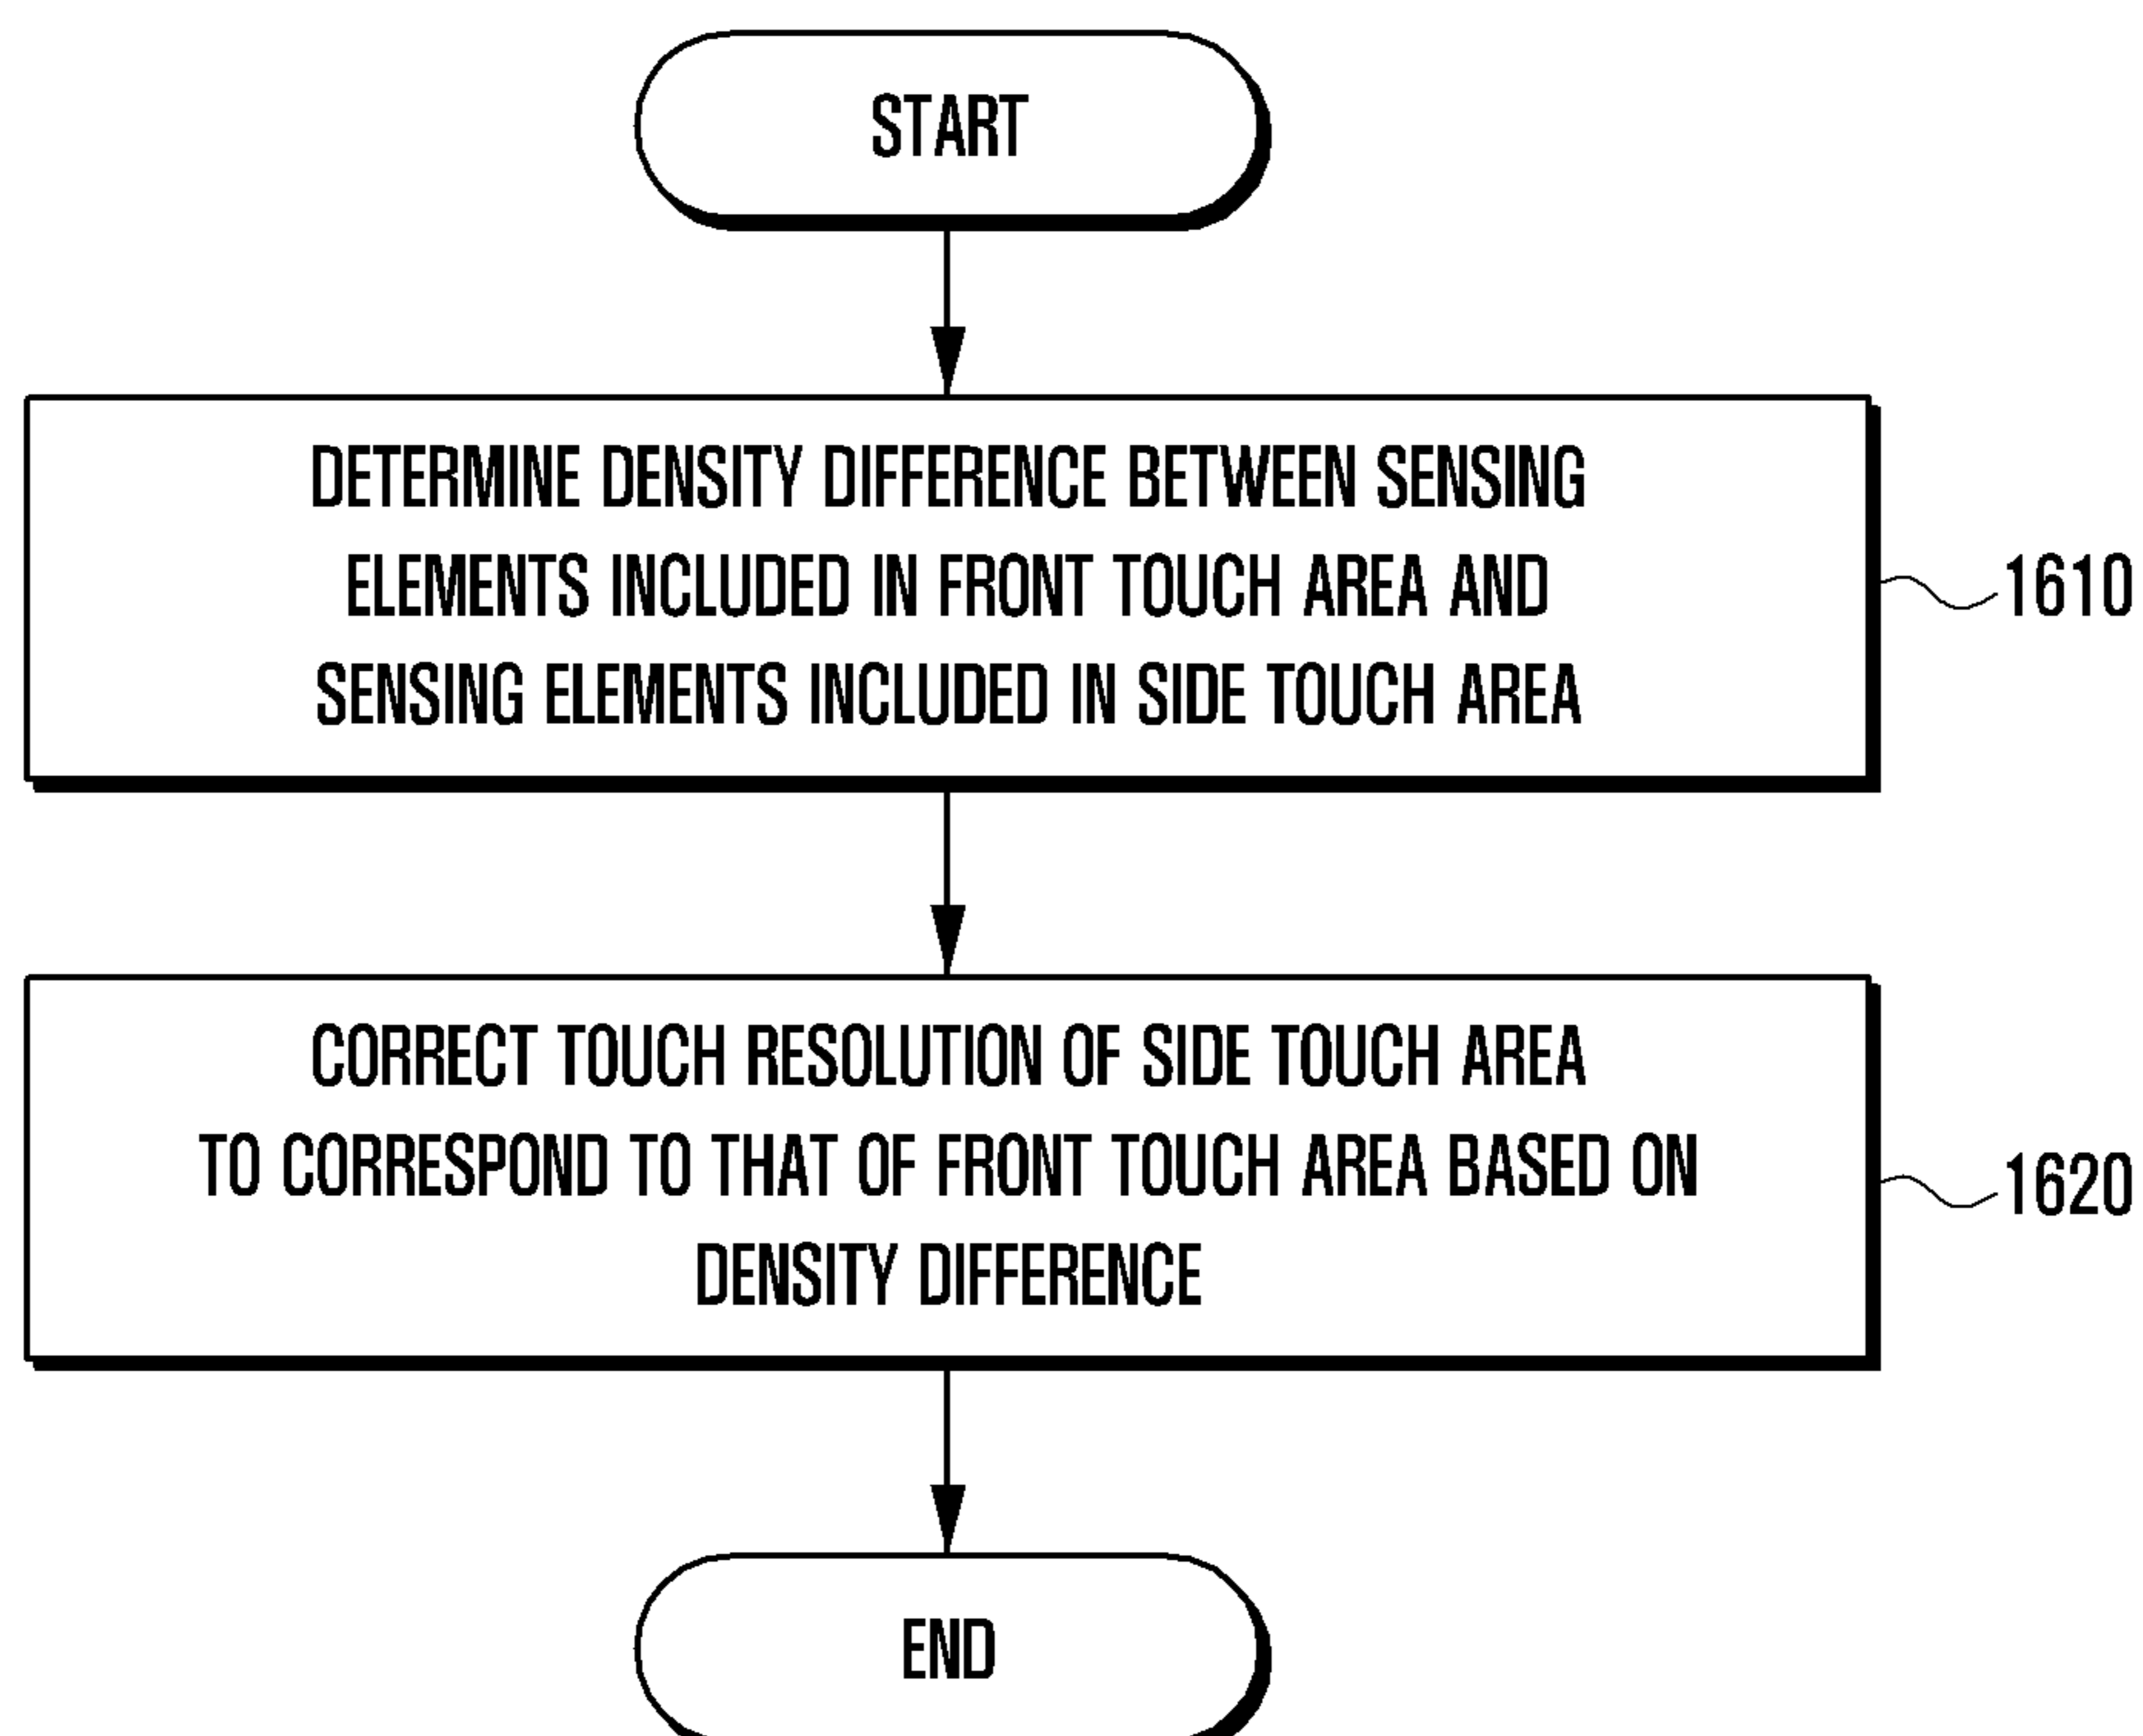 START
DETERMINE DENSITY DIFFERENCE BETWEEN SENSING
ELEMENTS INCLUDED IN FRONT TOUCH AREA AND
SENSING ELEMENTS INCLUDED IN SIDE TOUCH AREA
1610
CORRECT TOUCH RESOLUTION OF SIDE TOUCH AREA
TO CORRESPOND TO THAT OF FRONT TOUCH AREA BASED ON
DENSITY DIFFERENCE
1620
END